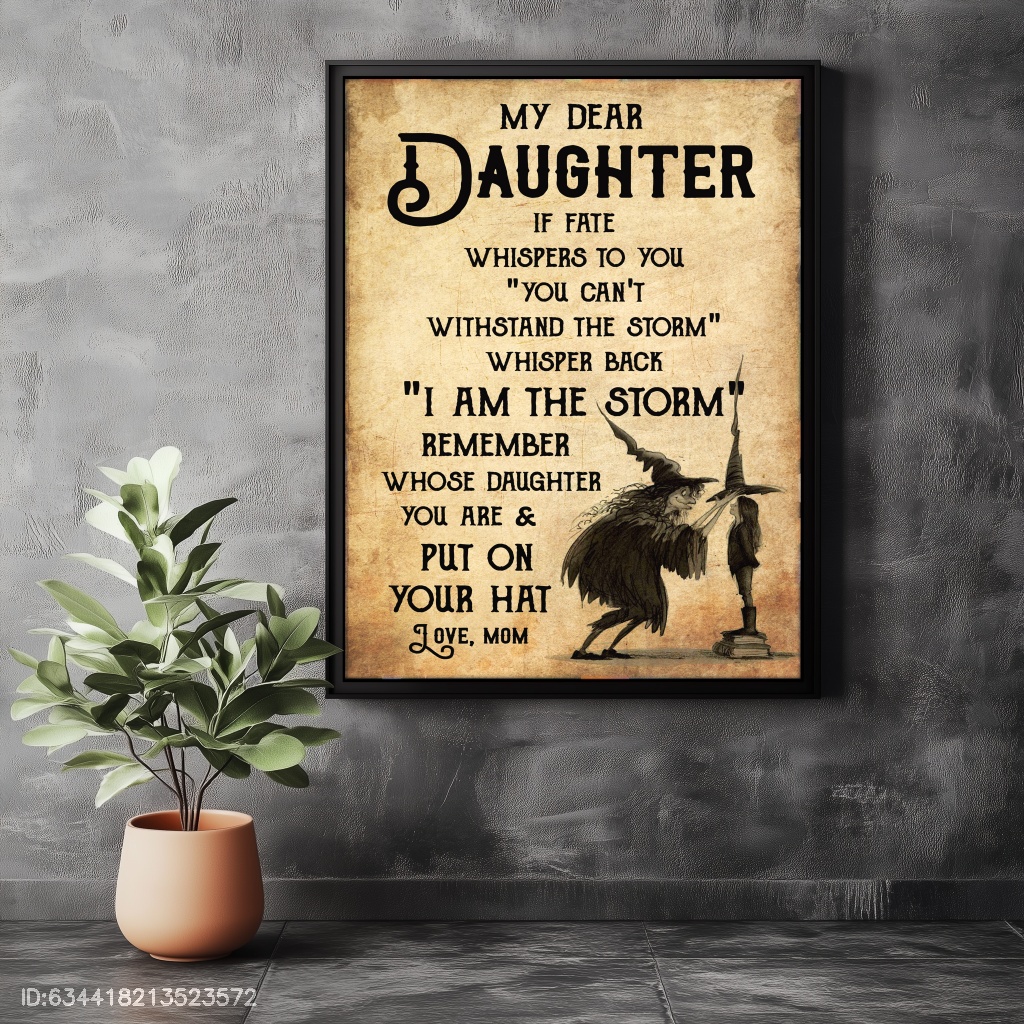 MY DEAR
DAUGHTER
IF FATE
WHISPERS TO YOU
"YOU CAN'T
WITHSTAND THE STORM"
WHISPER BACK
"I AM THE STORM"
REMEMBER
WHOSE DAUGHTER
YOU ARE &
PUT ON
YOUR HAT
LOVE, MOM
ID:634418213523572